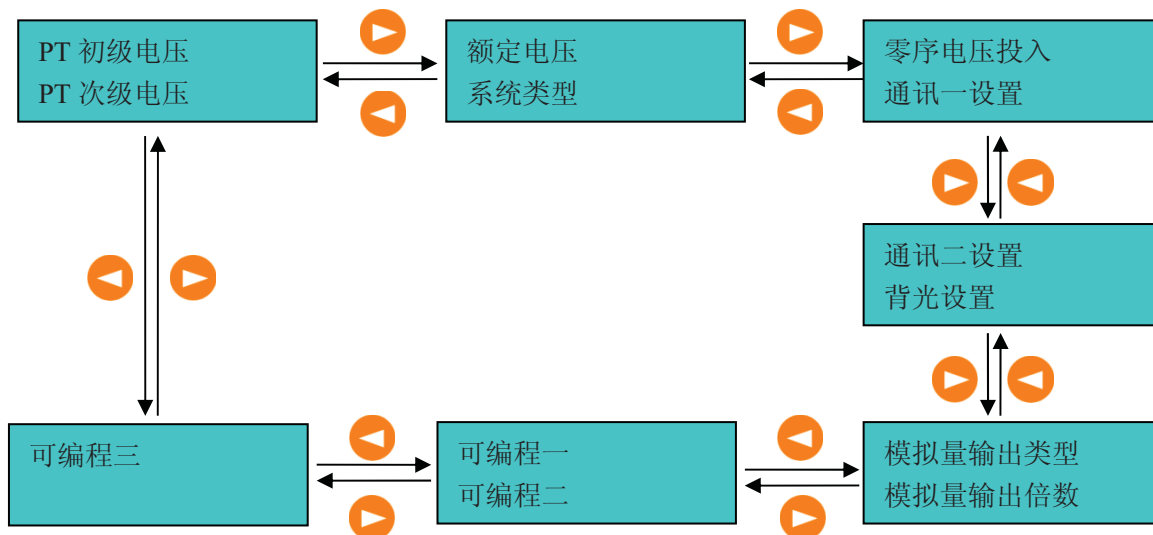 PT 初级电压
PT 次级电压
额定电压
系统类型
零序电压投入
通讯一设置
通讯二设置
背光设置
可编程三
可编程一
可编程二
模拟量输出类型
模拟量输出倍数